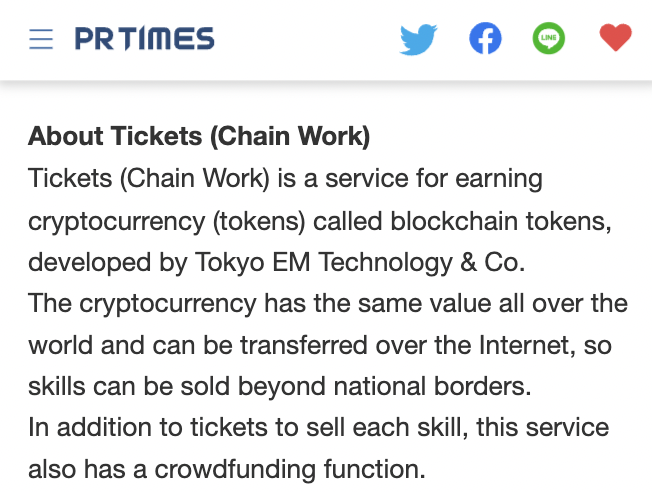 PR TIMES
LINE
About Tickets (Chain Work)
Tickets (Chain Work) is a service for earning
cryptocurrency (tokens) called blockchain tokens,
developed by Tokyo EM Technology & Co.
The cryptocurrency has the same value all over the
world and can be transferred over the Internet, so
skills can be sold beyond national borders.
In addition to tickets to sell each skill, this service
also has a crowdfunding function.